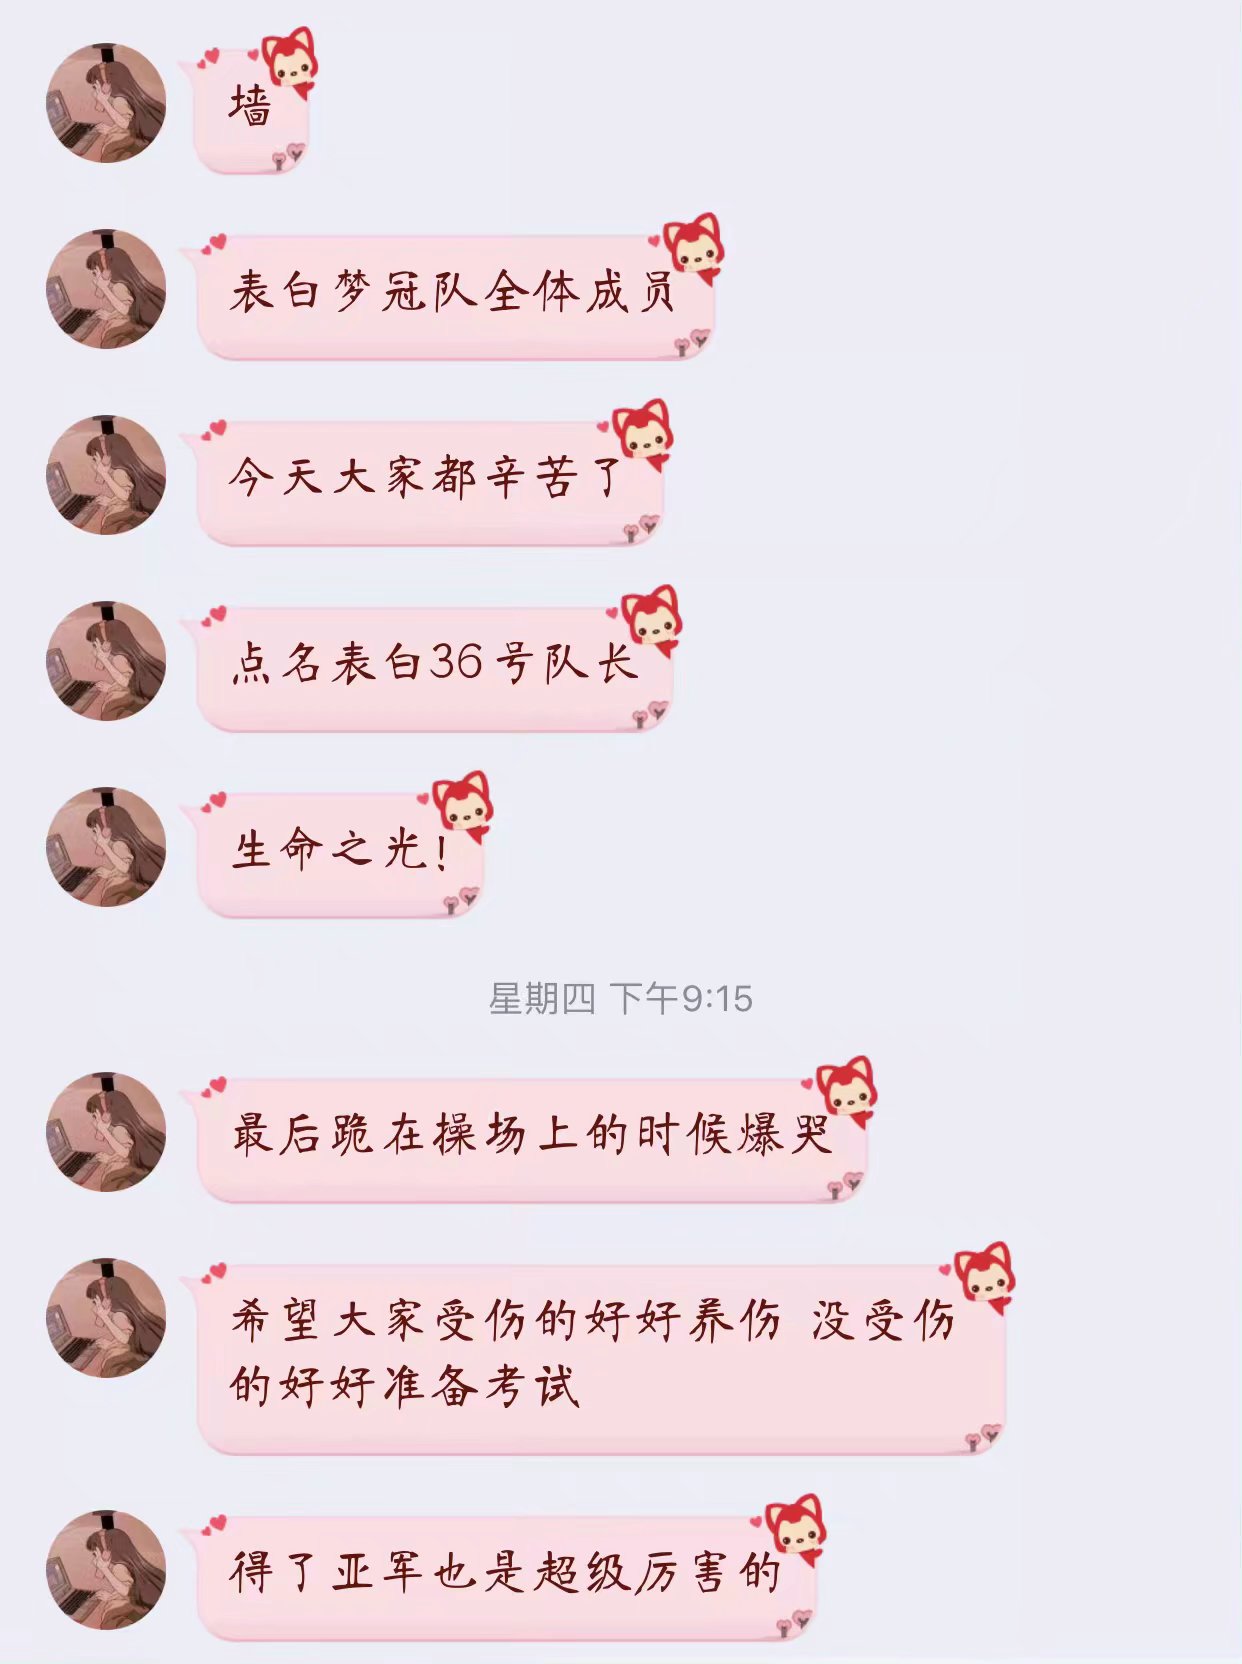 墙
表白梦冠队全体成员
今天大家都辛苦了
点名表白36号队长
生命之光!
星期四 下午9:15
最后跪在操场上的时候爆哭
希望大家受伤的好好养伤 没受伤
的好好准备考试
得了亚军也是超级厉害的